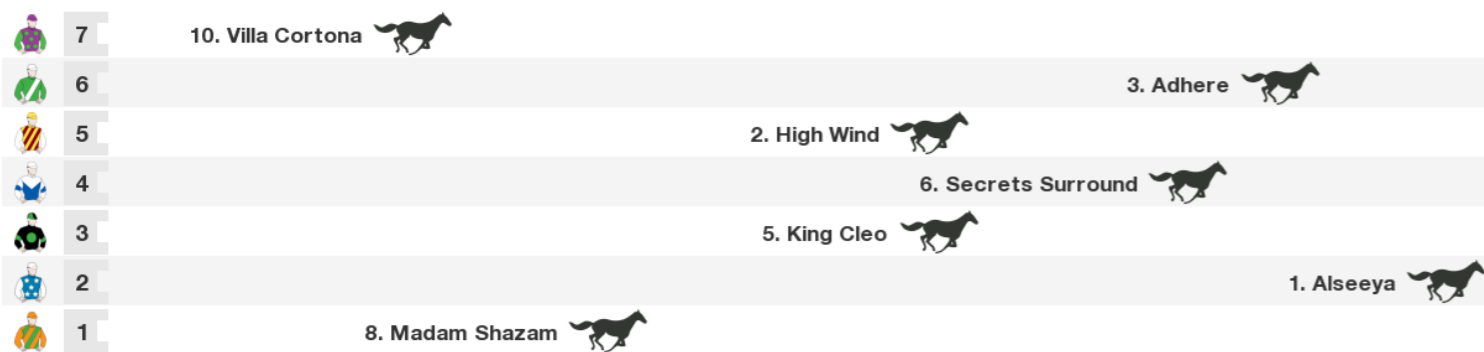 7 10. Villa Cortona
6 3. Adhere
5 2. High Wind
4 6. Secrets Surround
3 5. King Cleo
2 1. Alseeya
1 8. Madam Shazam